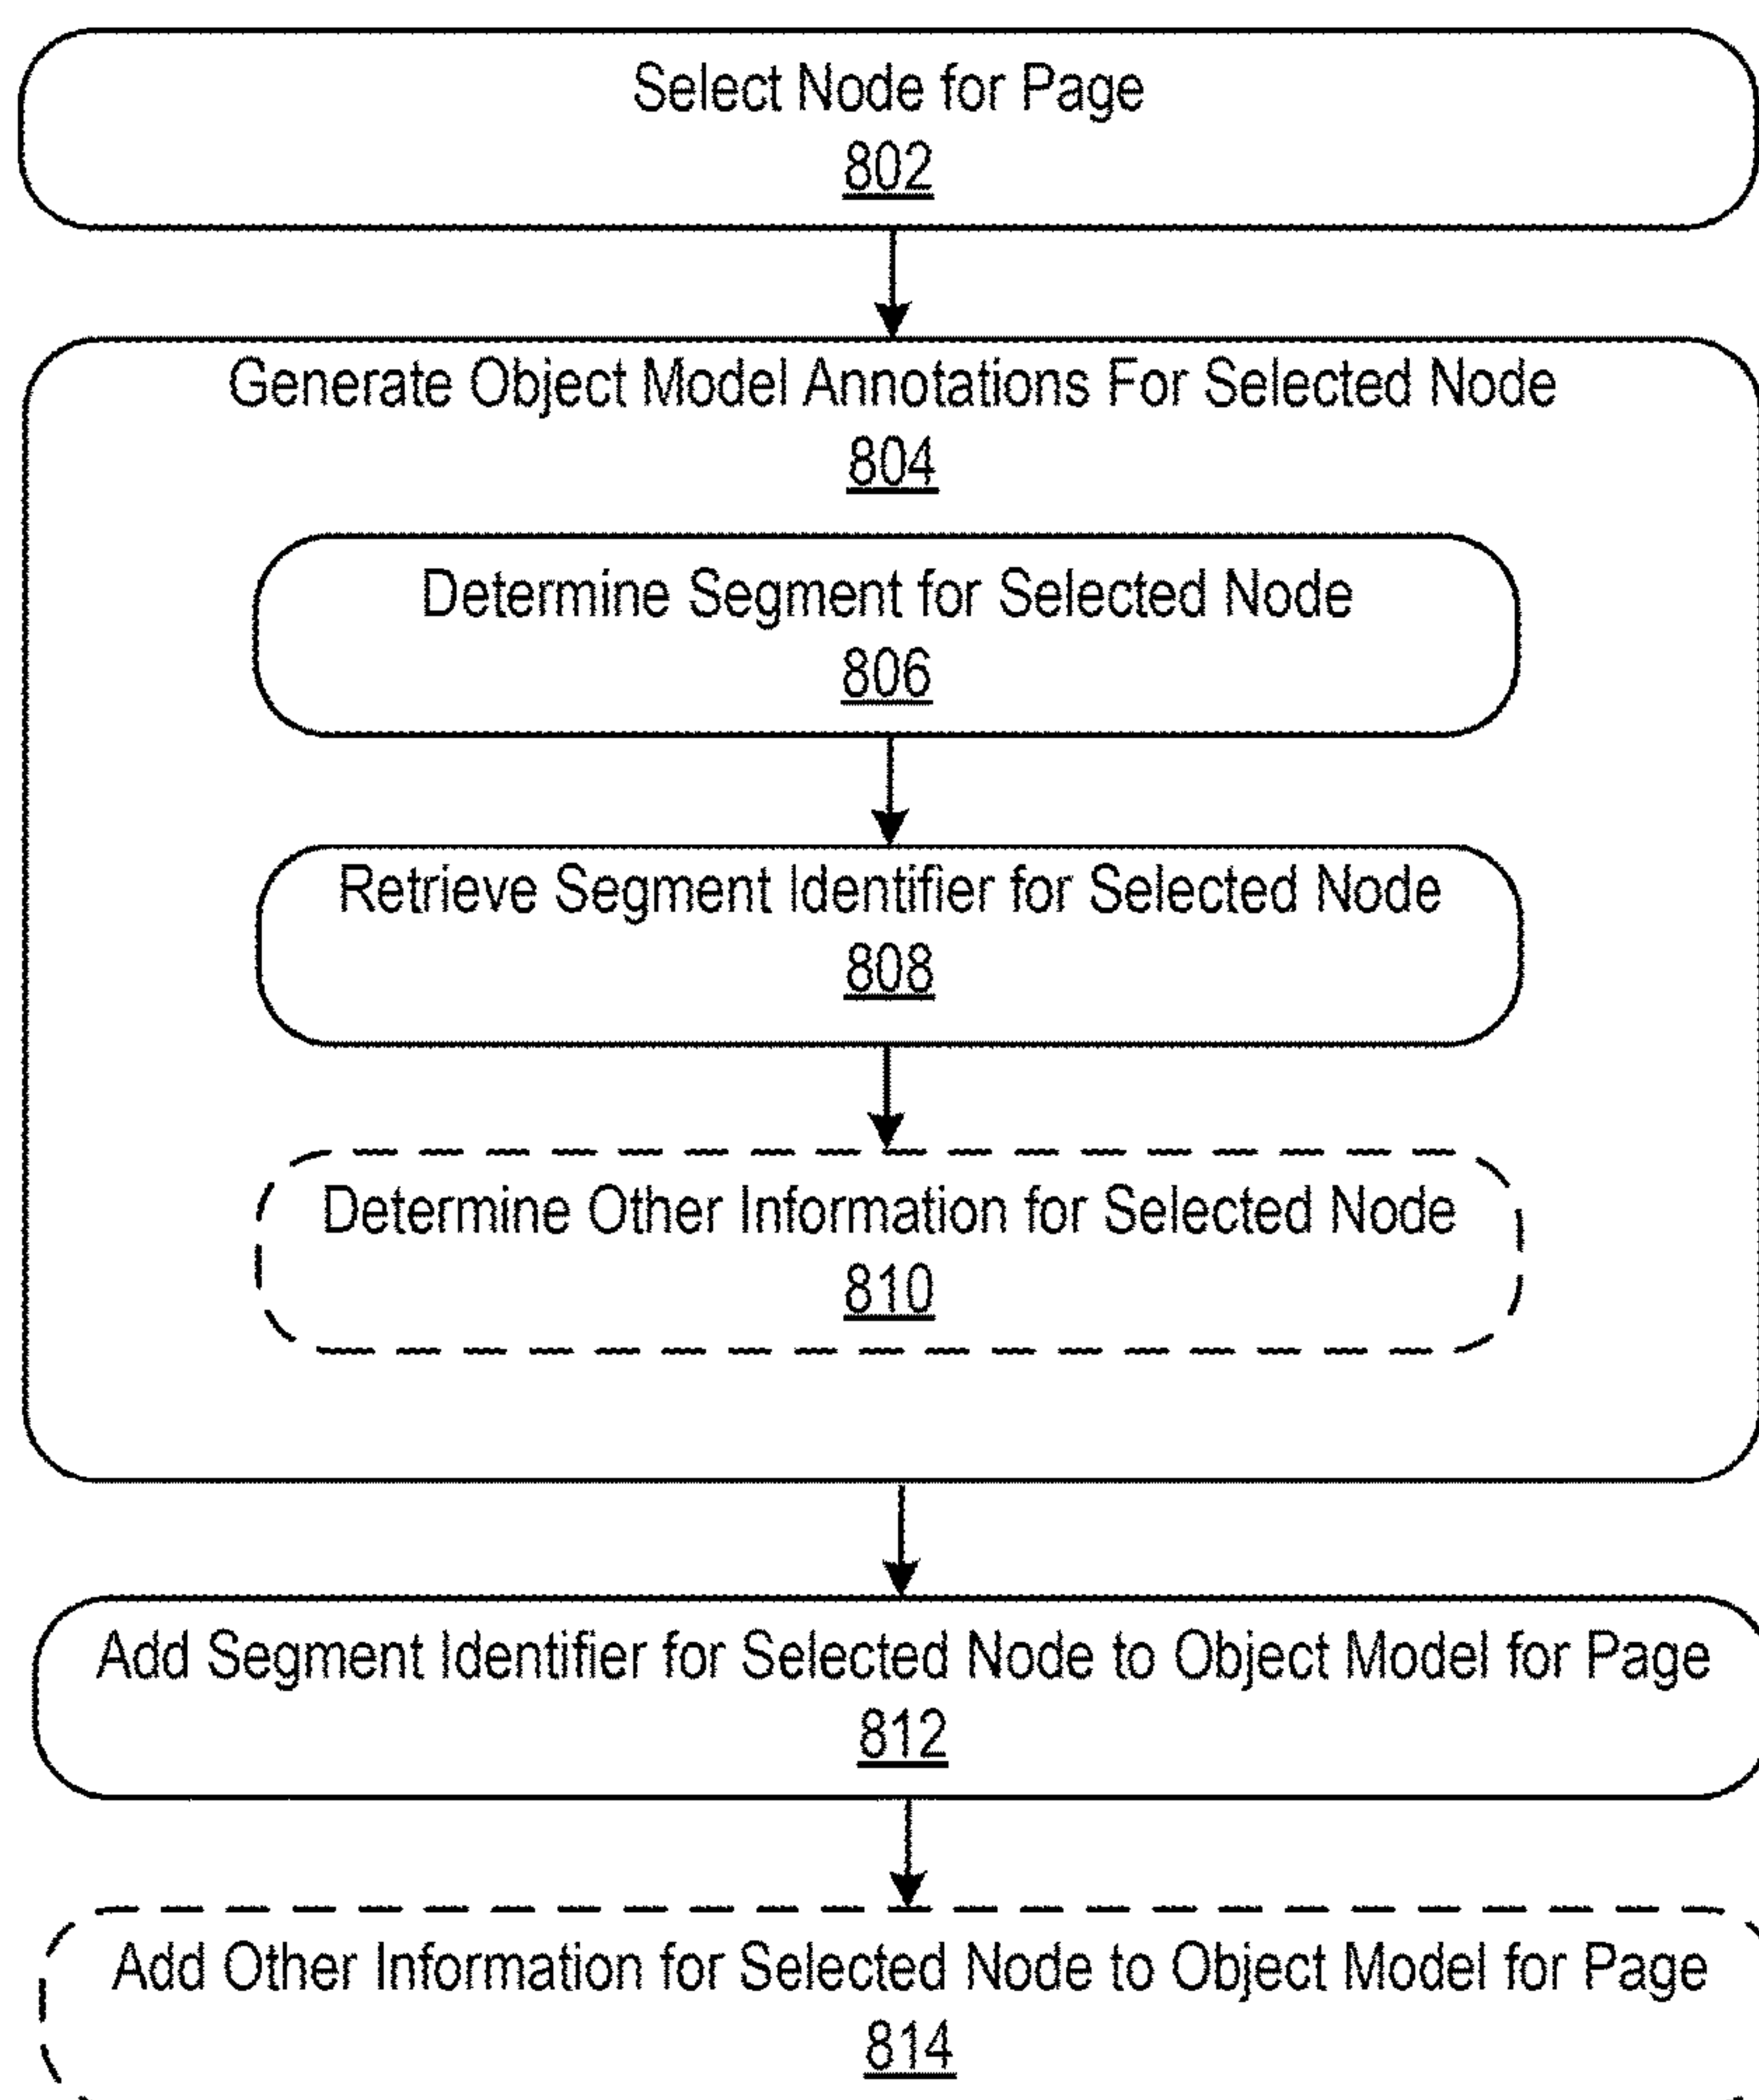 Select Node for Page
802
Generate Object Model Annotations For Selected Node
804
Determine Segment for Selected Node
806
Retrieve Segment Identifier for Selected Node
808
Determine Other Information for Selected Node
810
Add Segment Identifier for Selected Node to Object Model for Page
812
Add Other Information for Selected Node to Object Model for Page
814